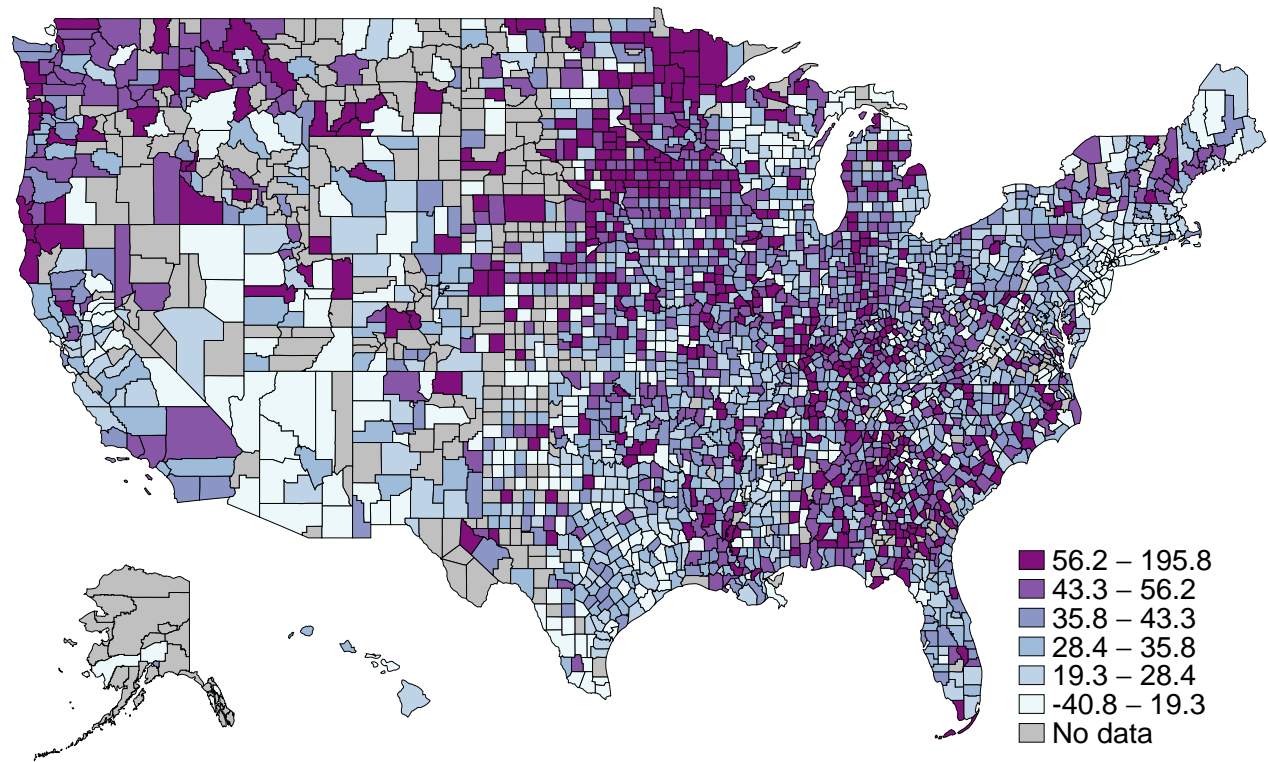 56.2 – 195.8
43.3 – 56.2
35.8 – 43.3
28.4 – 35.8
19.3 – 28.4
-40.8 – 19.3
No data